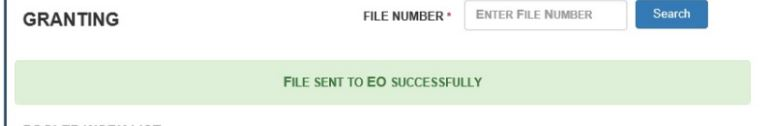 GRANTING
FILE NUMBER * ENTER FILE NUMBER Search
FILE SENT TO EO SUCCESSFULLY